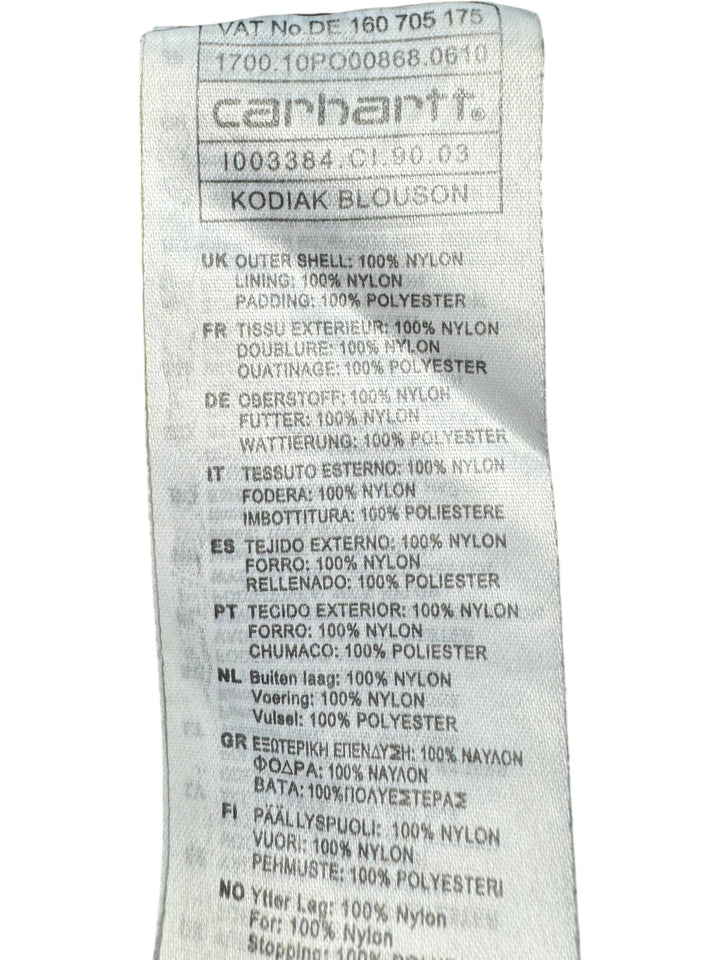 VAT No.DE 160 705 175
1700.10PO00868.0610
carhartt®
I003384.CI.90.03
KODIAK BLOUSON
UK OUTER SHELL: 100% NYLON
LINING: 100% NYLON
PADDING: 100% POLYESTER
FR TISSU EXTERIEUR: 100% NYLON
DOUBLURE: 100% NYLON
OUATINAGE: 100% POLYESTER
DE OBERSTOFF: 100% NYLON
FUTTER: 100% NYLON
WATTIERUNG: 100% POLYESTER
IT TESSUTO ESTERNO: 100% NYLON
FODERA: 100% NYLON
IMBOTTITURA: 100% POLIESTERE
ES TEJIDO EXTERNO: 100% NYLON
FORRO: 100% NYLON
RELLENADO: 100% POLIESTER
PT TECIDO EXTERIOR: 100% NYLON
FORRO: 100% NYLON
CHUMACO: 100% POLIESTER
NL Buiten laag: 100% NYLON
Voering: 100% NYLON
Vulsel: 100% POLYESTER
GR ΕΞΩΤΕΡΙΚΗ ΕΠΕΝΔΥΣΗ: 100% ΝΑΥΛΟΝ
ΦΟΔΡΑ: 100% ΝΑΥΛΟΝ
ΒΑΤΑ: 100%ΠΟΛΥΕΣΤΕΡΑΣ
FI PÄÄLLYSPUOLI: 100% NYLON
VUORI: 100% NYLON
PEHMUSTE: 100% POLYESTERI
NO Ytter Lag: 100% Nylon
For: 100% Nylon
Stopping: 100%